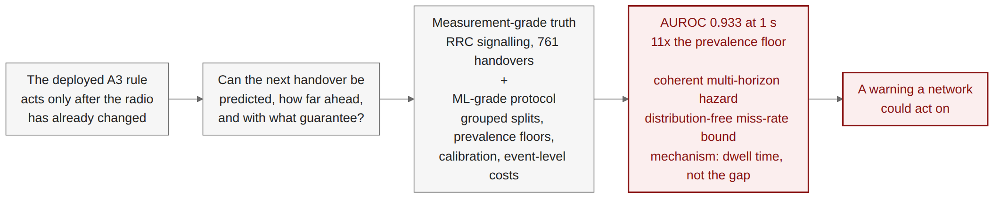 The deployed A3 rule
acts only after the radio
has already changed
Can the next handover be
predicted, how far ahead,
and with what guarantee?
Measurement-grade truth
RRC signalling, 761
handovers
+
ML-grade protocol
grouped splits,
prevalence floors,
calibration, event-level
costs
AUROC 0.933 at 1 s
11x the prevalence floor
coherent multi-horizon
hazard
distribution-free miss-rate
bound
mechanism: dwell time,
not the gap
A warning a network
could act on